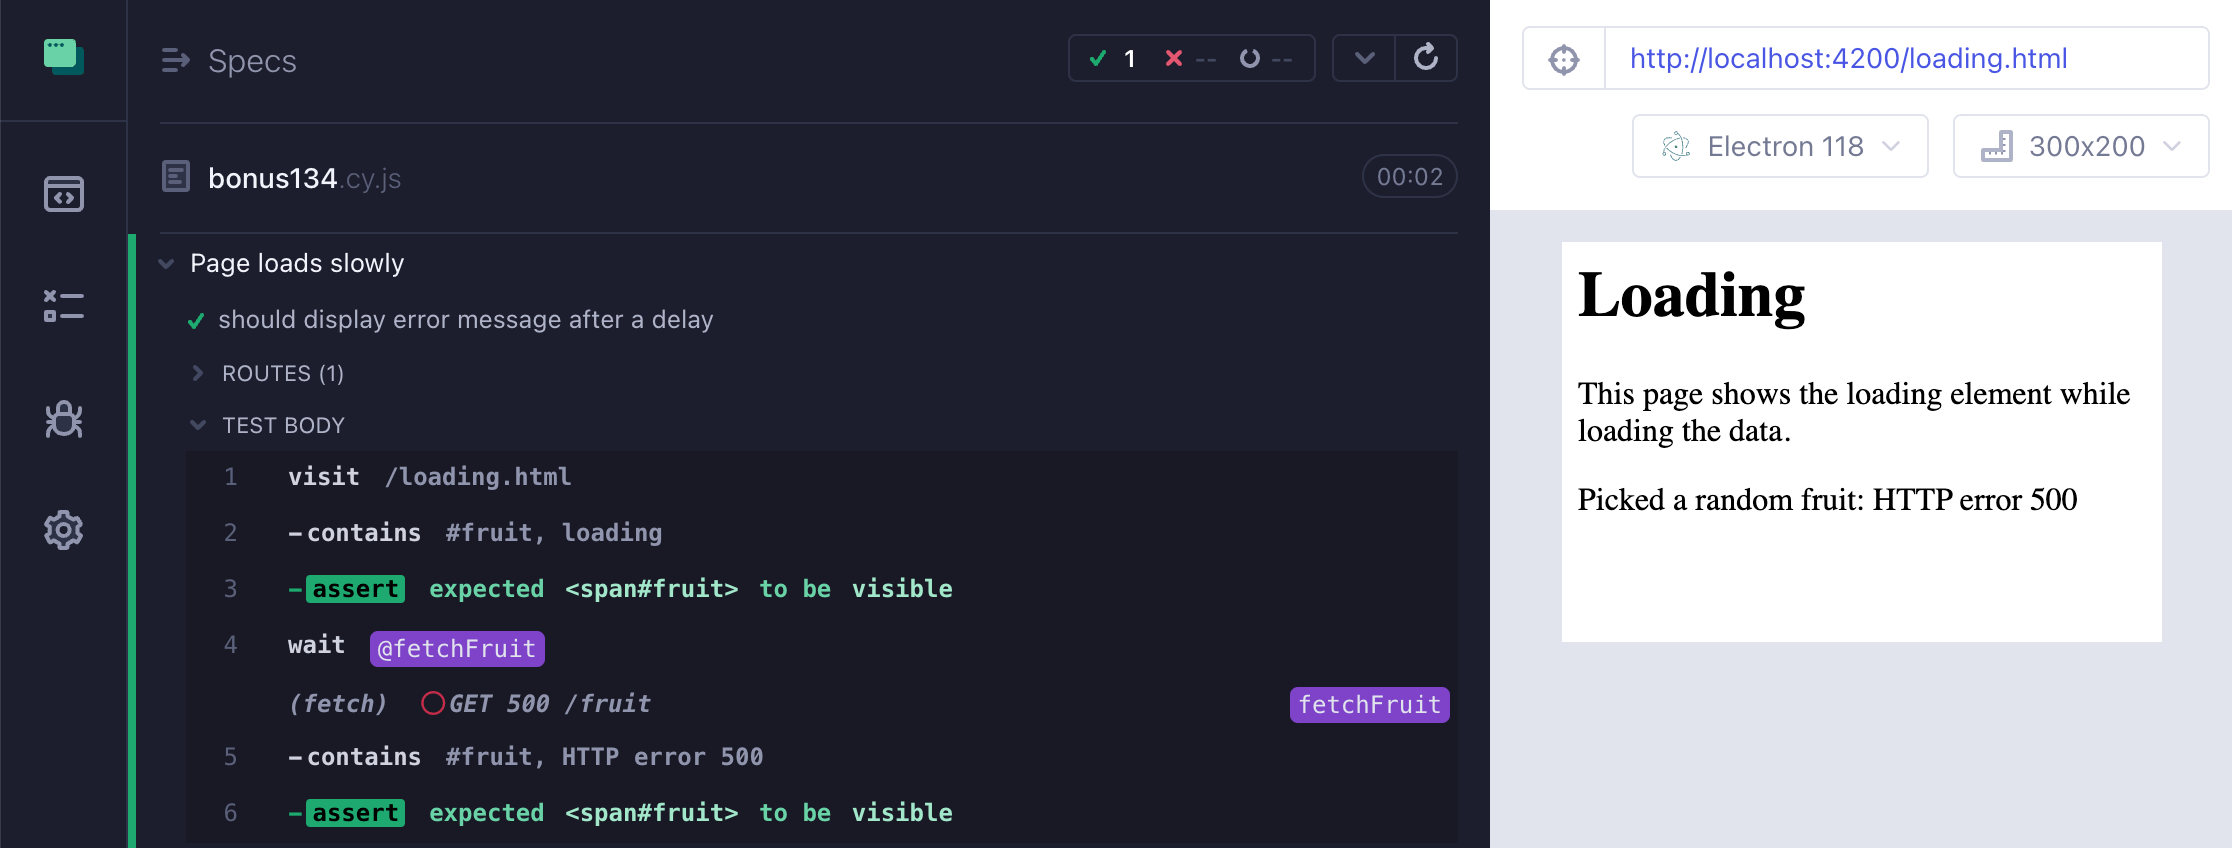 Specs
1 -- --
bonus134.cy.js
00:02
Page loads slowly
should display error message after a delay
ROUTES (1)
TEST BODY
1 visit /loading.html
2 -contains #fruit, loading
3 -assert expected <span#fruit> to be visible
4 wait @fetchFruit
(fetch) GET 500 /fruit fetchFruit
5 -contains #fruit, HTTP error 500
6 -assert expected <span#fruit> to be visible
http://localhost:4200/loading.html
Electron 118
300x200
Loading
This page shows the loading element while
loading the data.
Picked a random fruit: HTTP error 500